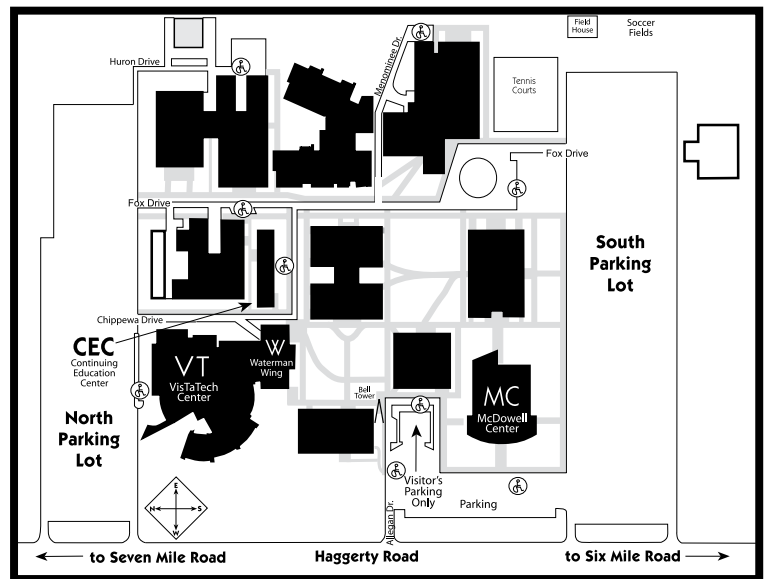 Field
House
Soccer
Fields
Huron Drive
Menominee Dr.
Tennis
Courts
Fox Drive
Fox Drive
South
Parking
Lot
Chippewa Drive
CEC
Continuing
Education
Center
VT
VisTaTech
Center
W
Waterman
Wing
Bell
Tower
MC
McDowell
Center
North
Parking
Lot
Visitor's
Parking
Only
Parking
E
N S
W
Allegan Dr.
to Seven Mile Road
Haggerty Road
to Six Mile Road